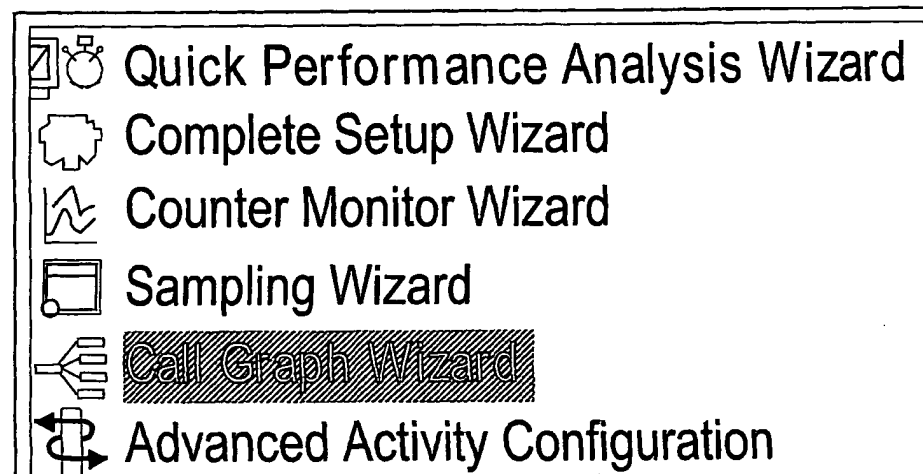 Quick Performance Analysis Wizard
Complete Setup Wizard
Counter Monitor Wizard
Sampling Wizard
Call Graph Wizard
Advanced Activity Configuration